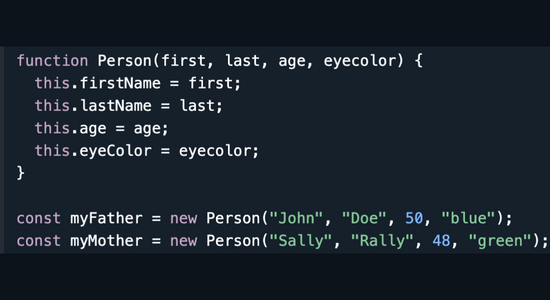 function Person(first, last, age, eyecolor) {
  this.firstName = first;
  this.lastName = last;
  this.age = age;
  this.eyeColor = eyecolor;
}

const myFather = new Person("John", "Doe", 50, "blue");
const myMother = new Person("Sally", "Rally", 48, "green");